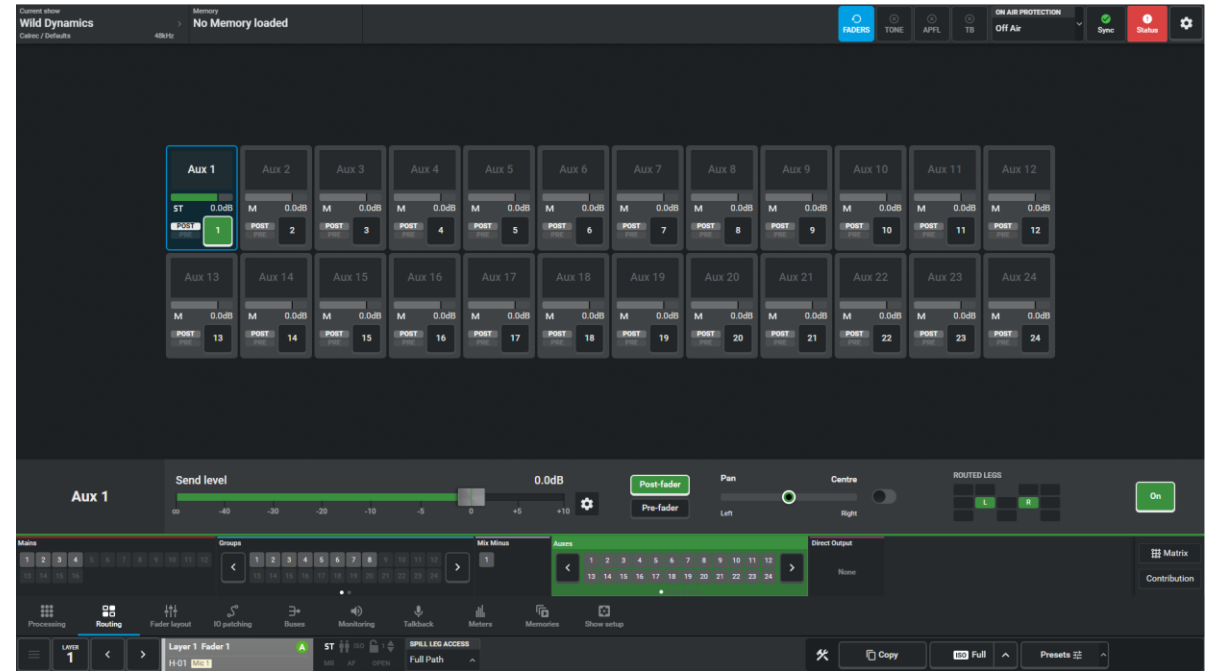 Current show
Wild Dynamics
Calrec / Defaults 48kHz
Memory
No Memory loaded
FADERS
TONE
APFL
TB
ON AIR PROTECTION
Off Air
Sync
Status
Aux 1 Aux 2 Aux 3 Aux 4 Aux 5 Aux 6 Aux 7 Aux 8 Aux 9 Aux 10 Aux 11 Aux 12
ST 0.0dB M 0.0dB M 0.0dB M 0.0dB M 0.0dB M 0.0dB M 0.0dB M 0.0dB M 0.0dB M 0.0dB M 0.0dB M 0.0dB
POST POST POST POST POST POST POST POST POST POST POST POST
PRE 1 PRE 2 PRE 3 PRE 4 PRE 5 PRE 6 PRE 7 PRE 8 PRE 9 PRE 10 PRE 11 PRE 12
Aux 13 Aux 14 Aux 15 Aux 16 Aux 17 Aux 18 Aux 19 Aux 20 Aux 21 Aux 22 Aux 23 Aux 24
M 0.0dB M 0.0dB M 0.0dB M 0.0dB M 0.0dB M 0.0dB M 0.0dB M 0.0dB M 0.0dB M 0.0dB M 0.0dB M 0.0dB
POST POST POST POST POST POST POST POST POST POST POST POST
PRE 13 PRE 14 PRE 15 PRE 16 PRE 17 PRE 18 PRE 19 PRE 20 PRE 21 PRE 22 PRE 23 PRE 24
Aux 1
Send level 0.0dB
∞ -40 -30 -20 -10 -5 0 +5 +10
Post-fader
Pre-fader
Pan Centre
Left Right
ROUTED LEGS
L R
On
Mains
1 2 3 4 5 6 7 8 9 10 11 12
13 14 15 16
Groups
1 2 3 4 5 6 7 8 9 10 11 12
13 14 15 16 17 18 19 20 21 22 23 24
Mix Minus
1
Auxes
1 2 3 4 5 6 7 8 9 10 11 12
13 14 15 16 17 18 19 20 21 22 23 24
Direct Output
None
Matrix
Contribution
Processing Routing Fader layout IO patching Buses Monitoring Talkback Meters Memories Show setup
LAYER
1
Layer 1 Fader 1 A
H-01 Mic 1
ST ISO 1
MR AF OPEN
SPILL LEG ACCESS
Full Path
Copy
ISO Full
Presets